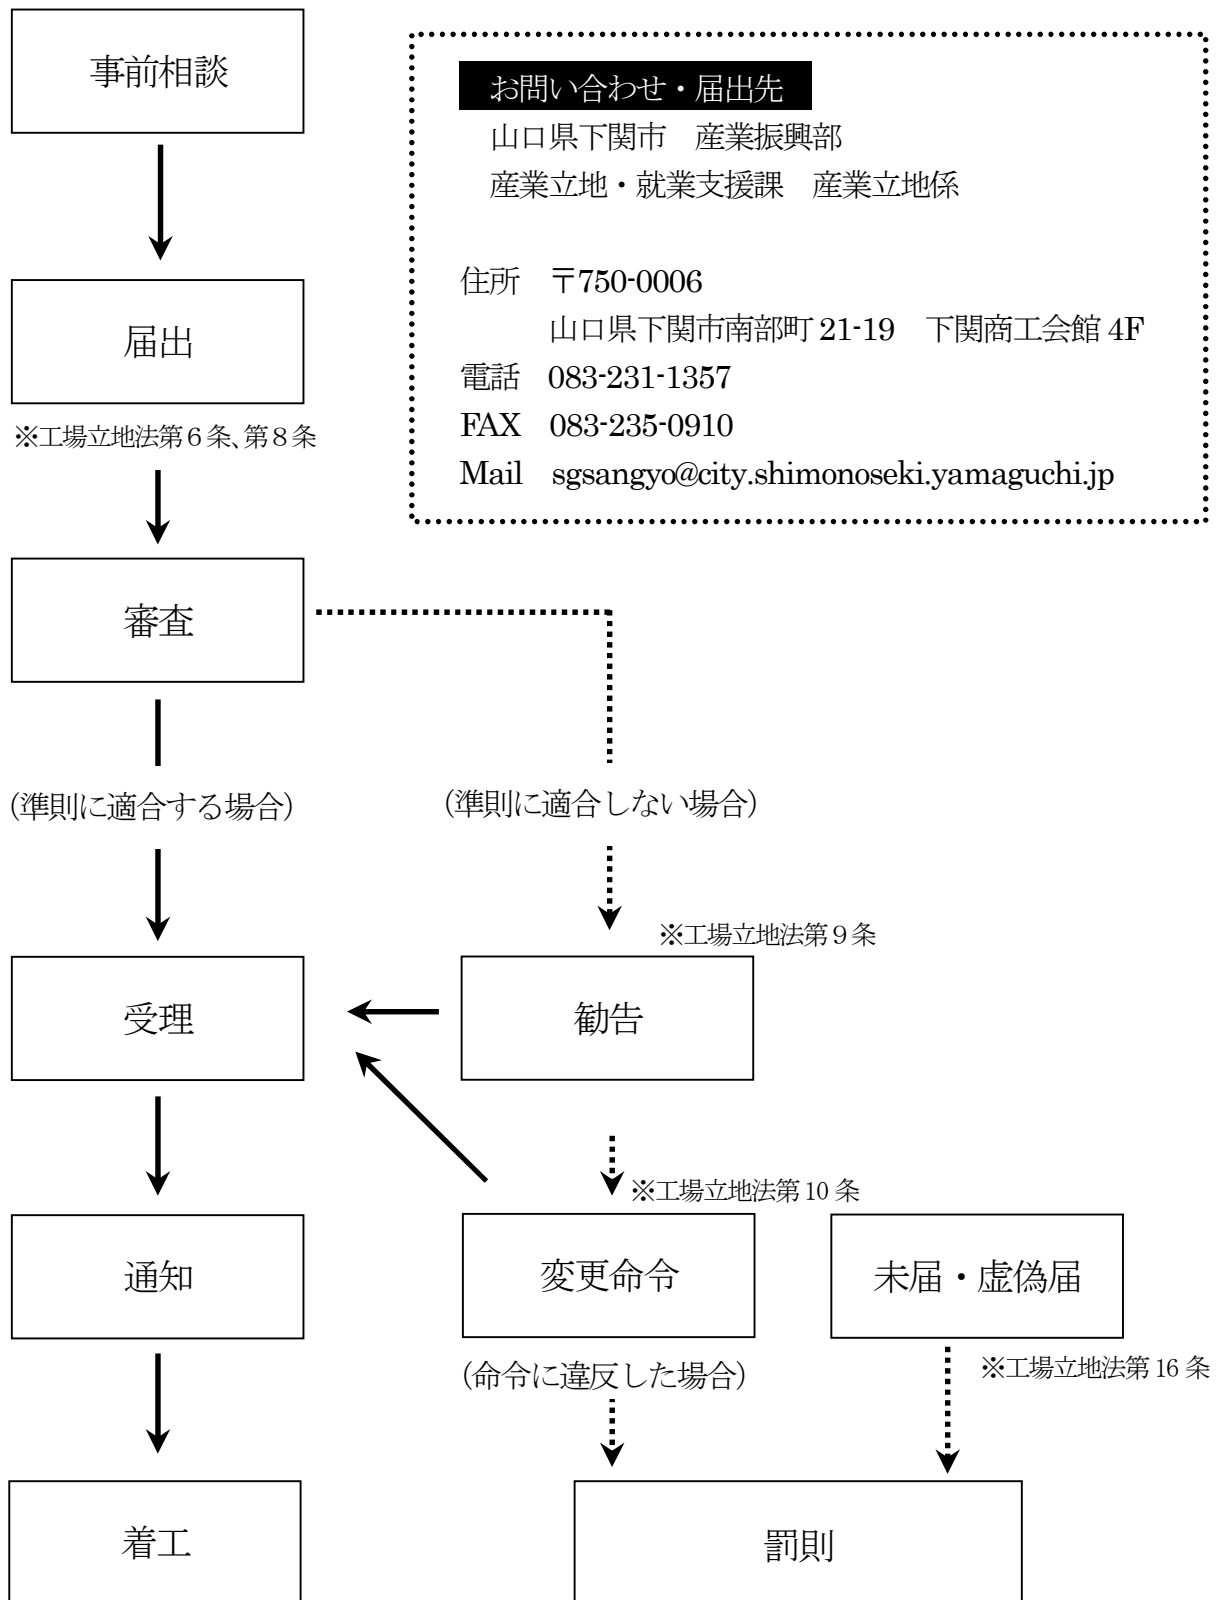 事前相談
お問い合わせ・届出先
山口県下関市　産業振興部
産業立地・就業支援課　産業立地係
住所　〒750-0006
山口県下関市南部町 21-19　下関商工会館 4F
電話　083-231-1357
FAX　083-235-0910
Mail　sgsangyo@city.shimonoseki.yamaguchi.jp
届出
※工場立地法第６条、第８条
審査
(準則に適合する場合)
(準則に適合しない場合)
※工場立地法第９条
受理
勧告
※工場立地法第 10 条
通知
変更命令
未届・虚偽届
(命令に違反した場合)
※工場立地法第 16 条
着工
罰則